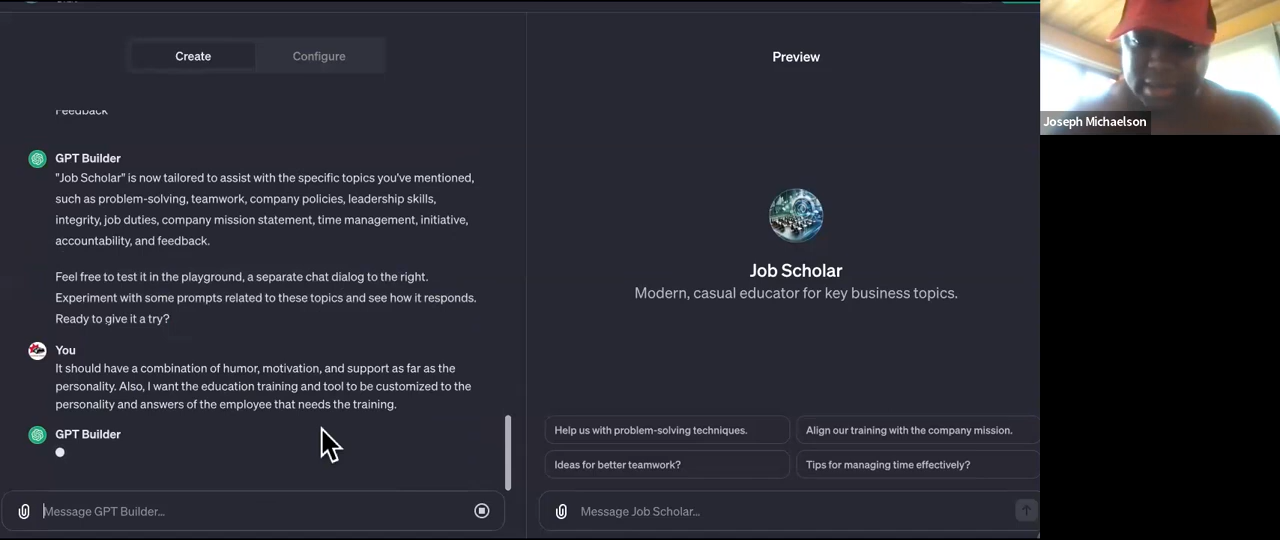 Create
Configure
Preview
Joseph Michaelson
Feedback
GPT Builder
"Job Scholar" is now tailored to assist with the specific topics you've mentioned,
such as problem-solving, teamwork, company policies, leadership skills,
integrity, job duties, company mission statement, time management, initiative,
accountability, and feedback.
Feel free to test it in the playground, a separate chat dialog to the right.
Experiment with some prompts related to these topics and see how it responds.
Ready to give it a try?
You
It should have a combination of humor, motivation, and support as far as the
personality. Also, I want the education training and tool to be customized to the
personality and answers of the employee that needs the training.
GPT Builder
Message GPT Builder...
Job Scholar
Modern, casual educator for key business topics.
Help us with problem-solving techniques.
Align our training with the company mission.
Ideas for better teamwork?
Tips for managing time effectively?
Message Job Scholar...